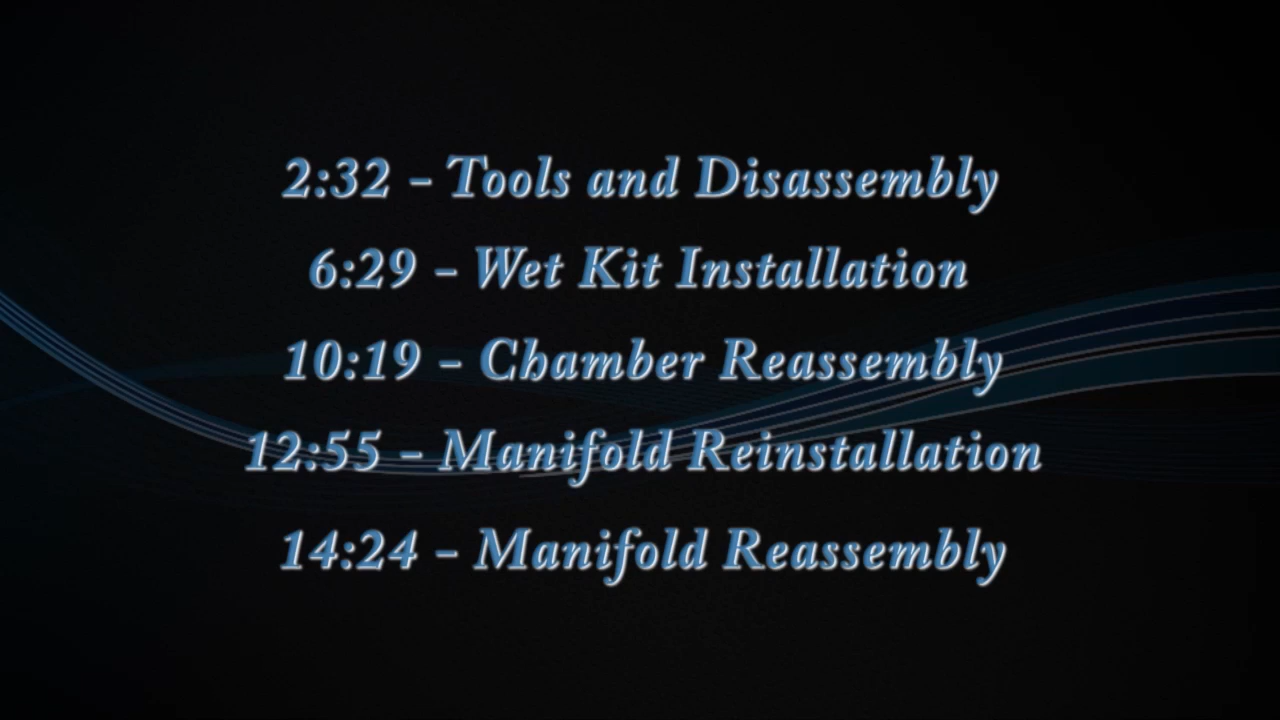 2:32 - Tools and Disassembly
6:29 - Wet Kit Installation
10:19 - Chamber Reassembly
12:55 - Manifold Reinstallation
14:24 - Manifold Reassembly